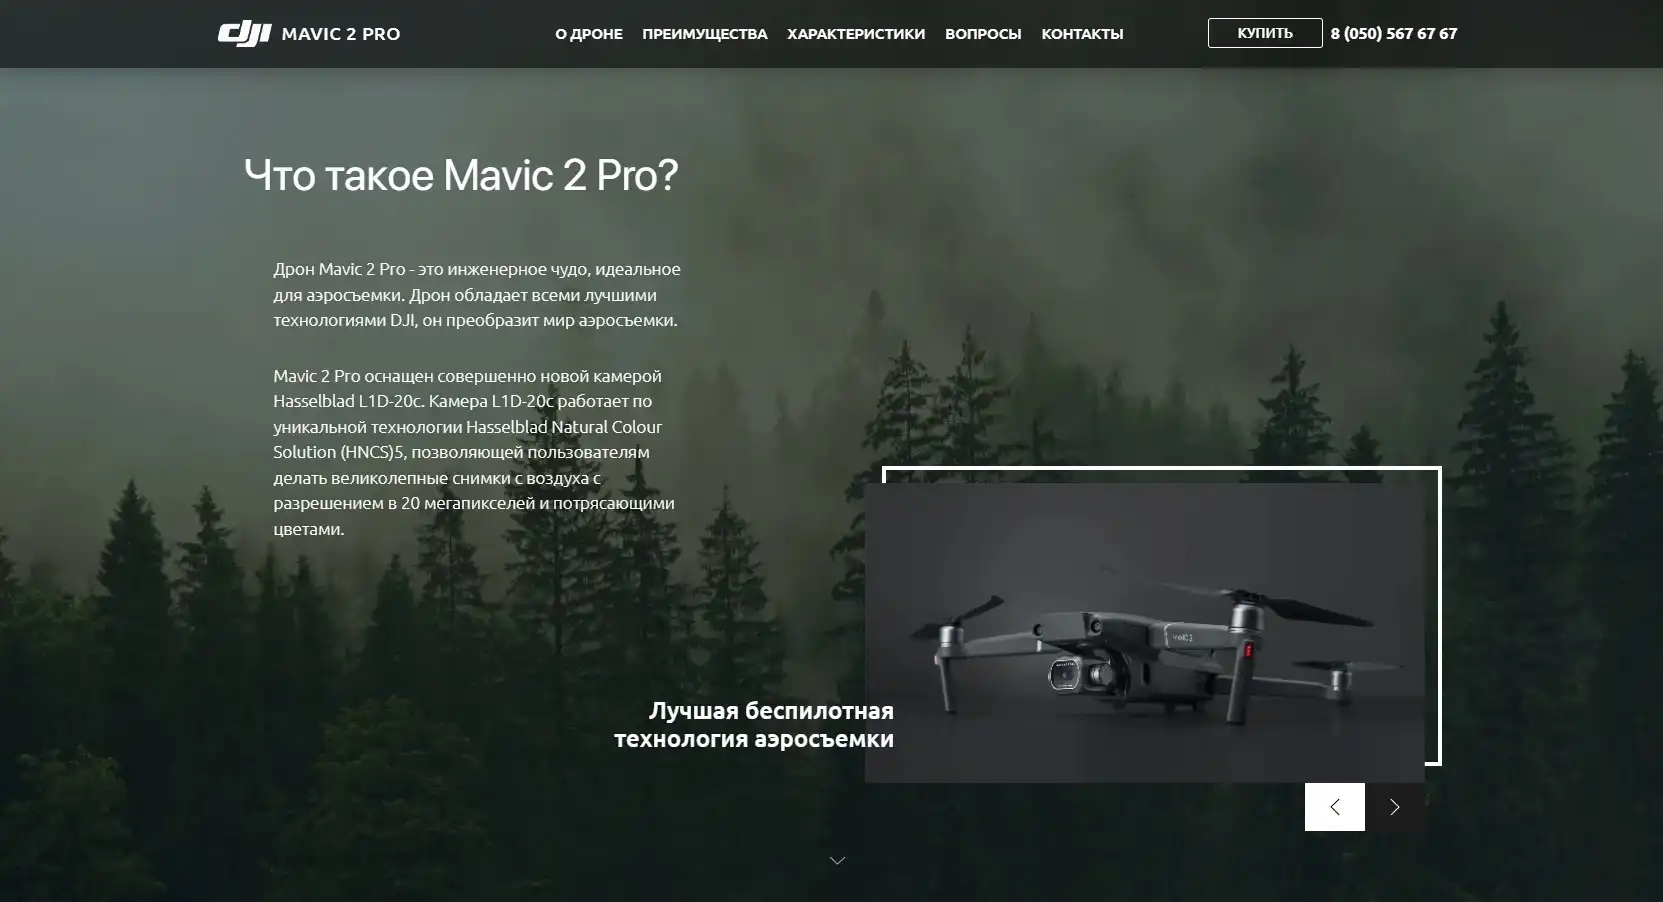 dji MAVIC 2 PRO
О ДРОНЕ ПРЕИМУЩЕСТВА ХАРАКТЕРИСТИКИ ВОПРОСЫ КОНТАКТЫ
КУПИТЬ 8 (050) 567 67 67
Что такое Mavic 2 Pro?
Дрон Mavic 2 Pro - это инженерное чудо, идеальное
для аэросъемки. Дрон обладает всеми лучшими
технологиями DJI, он преобразит мир аэросъемки.
Mavic 2 Pro оснащен совершенно новой камерой
Hasselblad L1D-20c. Камера L1D-20c работает по
уникальной технологии Hasselblad Natural Colour
Solution (HNCS)5, позволяющей пользователям
делать великолепные снимки с воздуха с
разрешением в 20 мегапикселей и потрясающими
цветами.
MAVIC 2
Лучшая беспилотная
технология аэросъемки